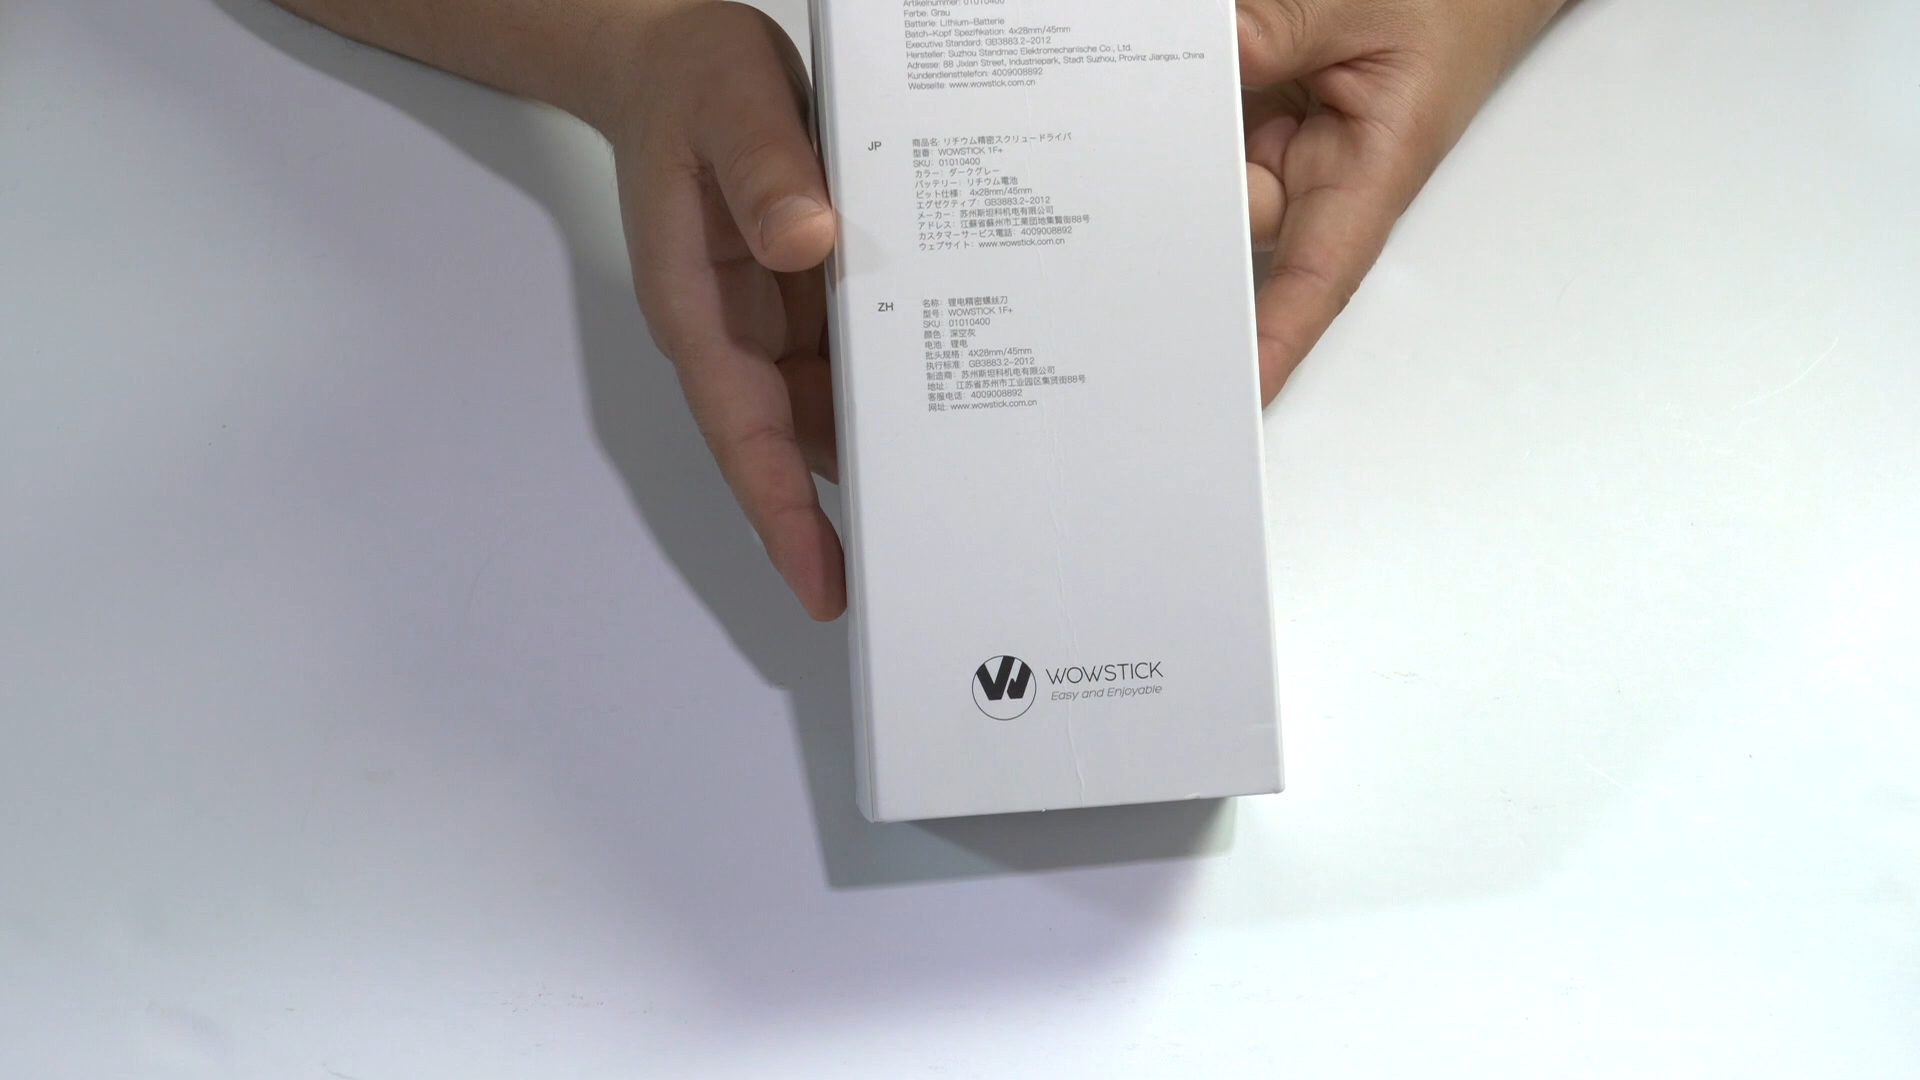 Artikelnummer: 01010400
Farbe: Grau
Batterie: Lithium-Batterie
Batch-Kopf Spezifikation: 4x28mm/45mm
Executive Standard: GB3883.2-2012
Hersteller: Suzhou Standmac Elektromechanische Co., Ltd.
Adresse: 88 Jixian Street, Industriepark, Stadt Suzhou, Provinz Jiangsu, China
Kundendiensttelefon: 4009008892
Webseite: www.wowstick.com.cn
JP
商品名: リチウム精密スクリュードライバ
型番: WOWSTICK 1F+
SKU: 01010400
カラー: ダークグレー
バッテリー: リチウム電池
ビット仕様: 4x28mm/45mm
エグゼクティブ: GB3883.2-2012
メーカー: 苏州斯坦科机电有限公司
アドレス: 江蘇省蘇州市工業団地集賢街88号
カスタマーサービス電話: 4009008892
ウェブサイト: www.wowstick.com.cn
ZH
名称: 锂电精密螺丝刀
型号: WOWSTICK 1F+
SKU: 01010400
颜色: 深空灰
电池: 锂电
批头规格: 4X28mm/45mm
执行标准: GB3883.2-2012
制造商: 苏州斯坦科机电有限公司
地址: 江苏省苏州市工业园区集贤街88号
客服电话: 4009008892
网址: www.wowstick.com.cn
WOWSTICK
Easy and Enjoyable